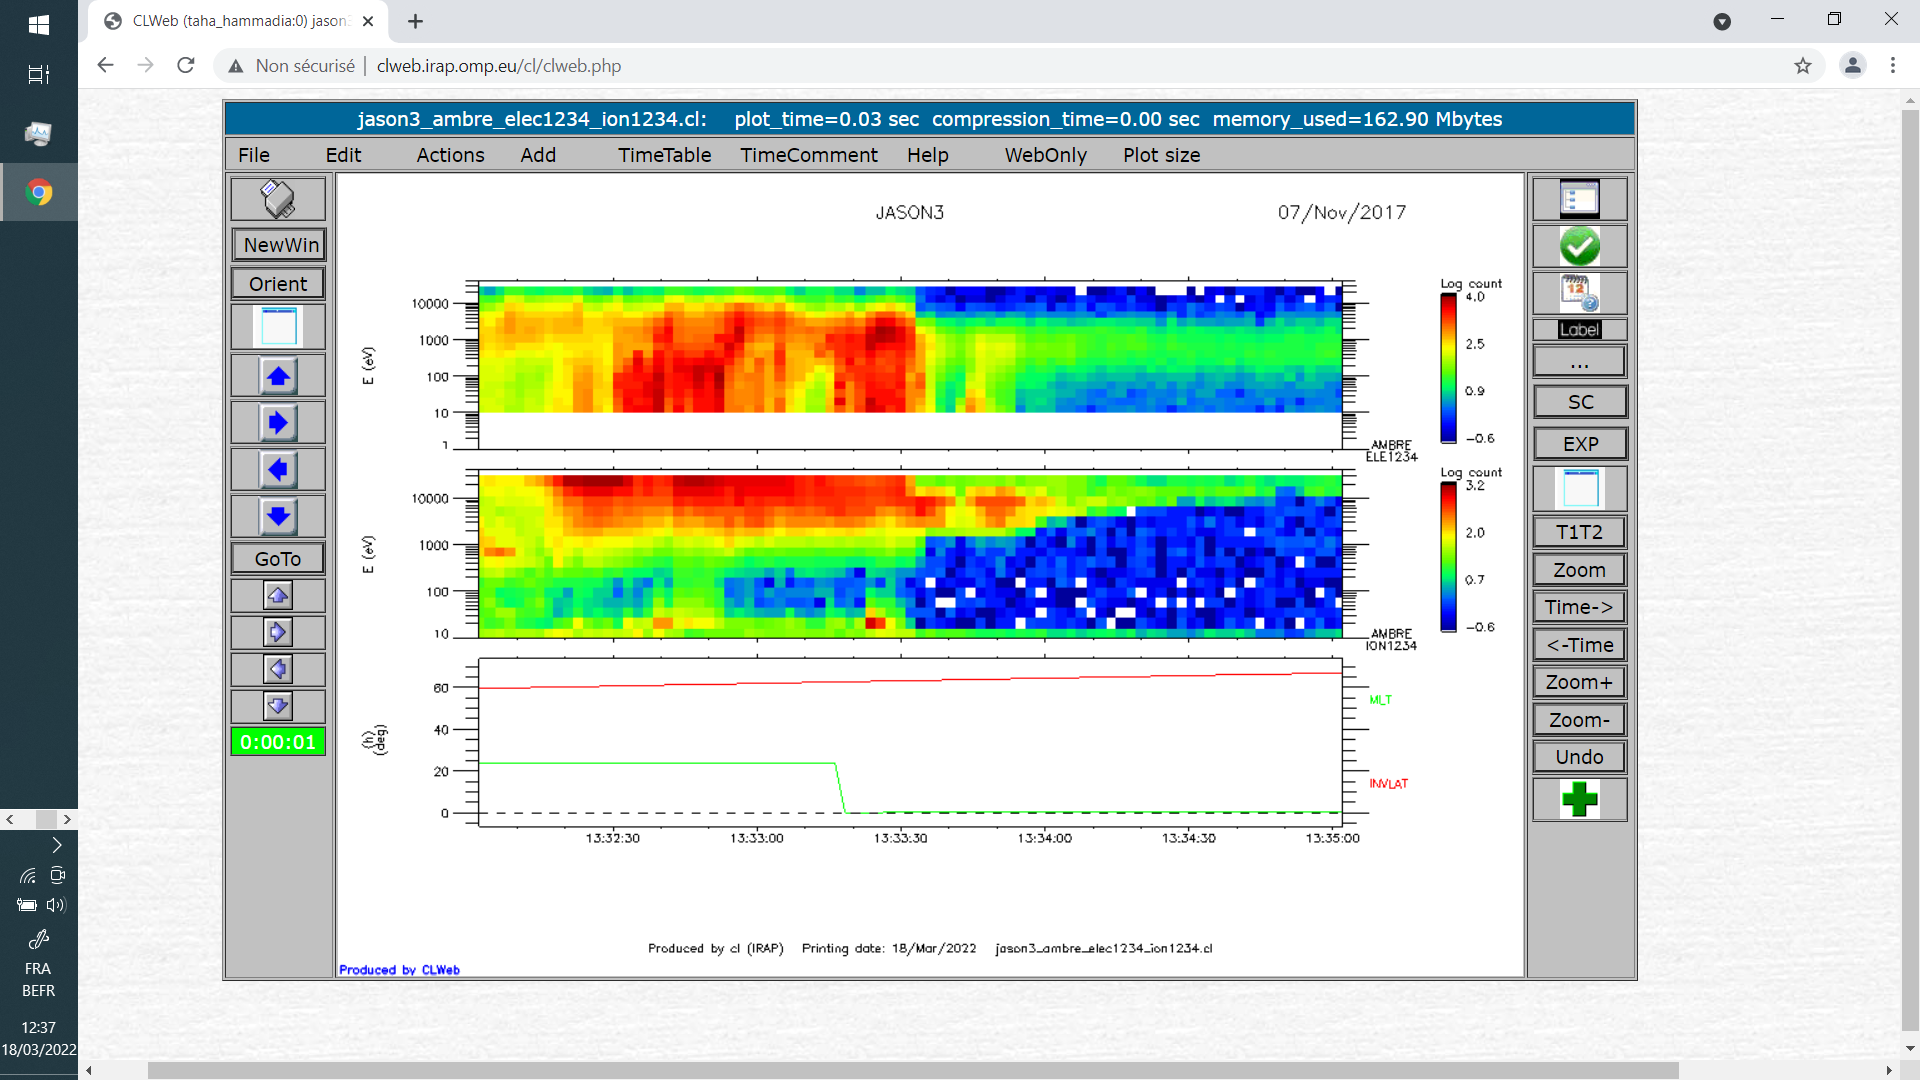 CLWeb (taha_hammadia:0) jason3
Non sécurisé | clweb.irap.omp.eu/cl/clweb.php
jason3_ambre_elec1234_ion1234.cl: plot_time=0.03 sec compression_time=0.00 sec memory_used=162.90 Mbytes
File Edit Actions Add TimeTable TimeComment Help WebOnly Plot size
NewWin
Orient
GoTo
0:00:01
JASON3 07/Nov/2017
E (eV)
10000
1000
100
10
1
Log count
4.0
2.5
0.9
-0.6
AMBRE
ELE1234
E (eV)
10000
1000
100
10
Log count
3.2
2.0
0.7
-0.6
AMBRE
ION1234
(h)
(deg)
60
40
20
0
MLT
INVLAT
13:32:30 13:33:00 13:33:30 13:34:00 13:34:30 13:35:00
Produced by cl (IRAP) Printing date: 18/Mar/2022 jason3_ambre_elec1234_ion1234.cl
Produced by CLWeb
12
Label
...
SC
EXP
T1T2
Zoom
Time->
<-Time
Zoom+
Zoom-
Undo
FRA
BEFR
12:37
18/03/2022